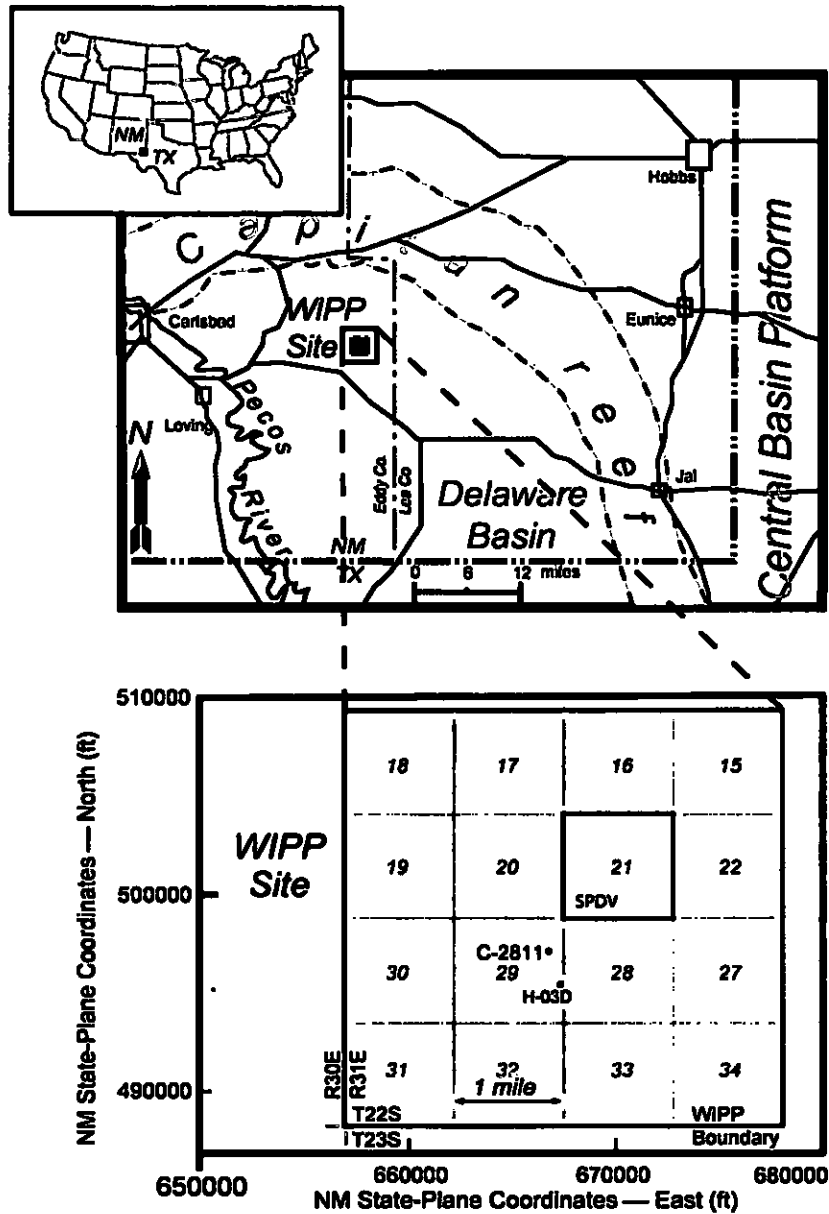 NM
TX
Hobbs
C a p i t an r e e f
WIPP
Site
Carlsbad
Eunice
Central Basin Platform
Loving
Pecos
River
N
Jal
Eddy Co.
Lea Co
Delaware
Basin
NM
TX
0 6 12 miles
510000
500000
490000
NM State-Plane Coordinates — North (ft)
18 17 16 15
WIPP
Site
19 20 21 22
SPDV
C-2811
30 29 28 27
H-03D
R30E
R31E
31 32 33 34
1 mile
T22S
WIPP
T23S
Boundary
650000 660000 670000 680000
NM State-Plane Coordinates — East (ft)